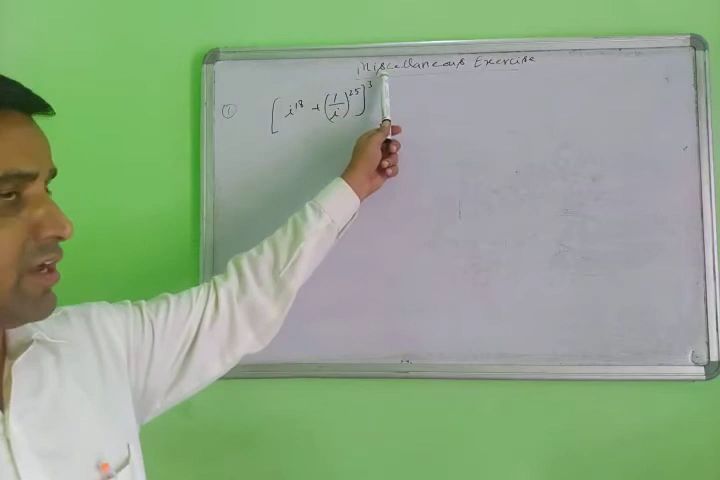 Miscellaneous Exercise
① [i¹⁸ + (1/i)²⁵]³